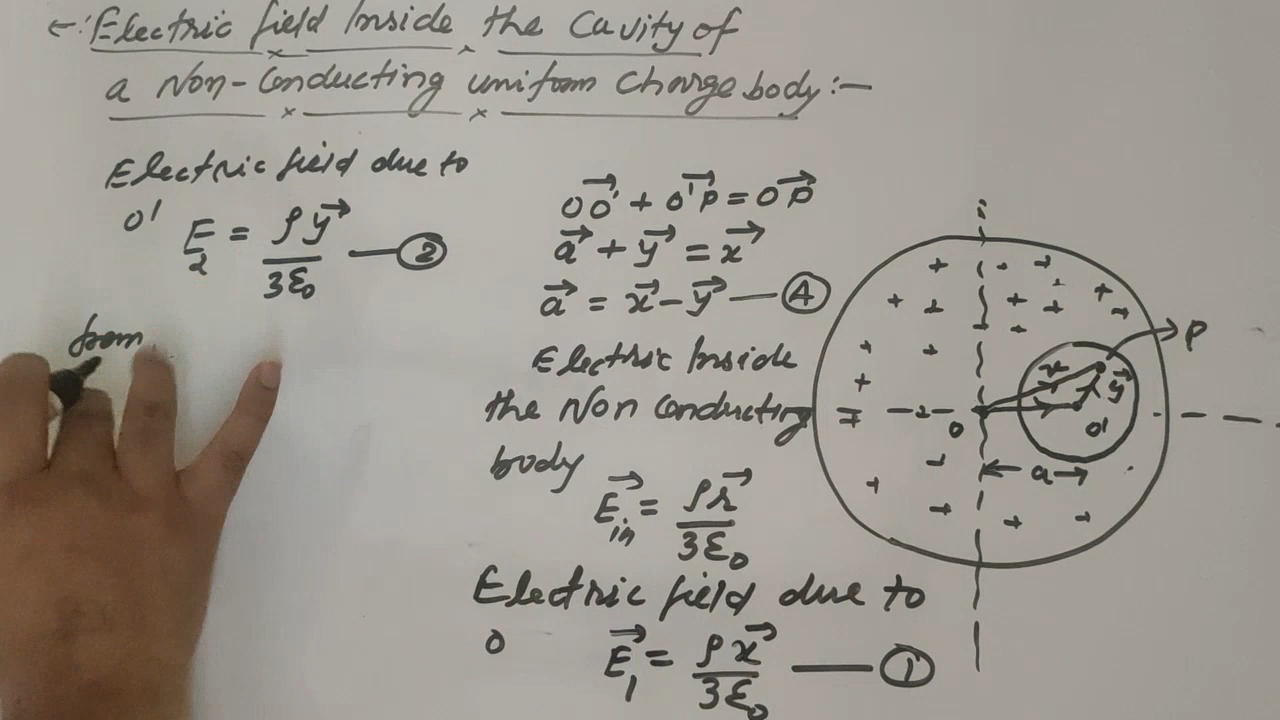 ←: Electric field Inside the Cavity of
a Non-Conducting uniform Charge body :—
Electric field due to
O' E₂ = ρy⃗ / 3ε₀ —②
from
OO⃗' + O'P⃗ = OP⃗
a⃗ + y⃗ = x⃗
a⃗ = x⃗ - y⃗ —④
Electric Inside
the Non Conducting
body
E⃗in = ρr⃗ / 3ε₀
Electric field due to
O E⃗₁ = ρx⃗ / 3ε₀ —①
P
x
y⃗
O
O'
a